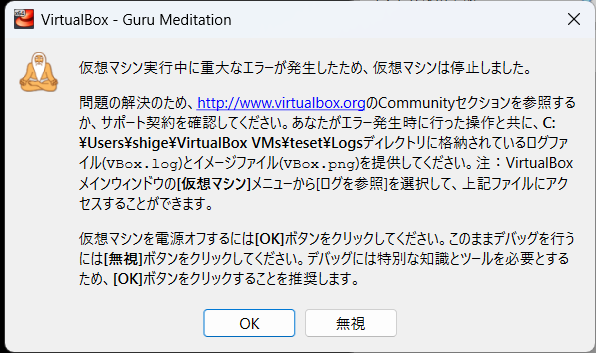 VirtualBox - Guru Meditation
仮想マシン実行中に重大なエラーが発生したため、仮想マシンは停止しました。
問題の解決のため、http://www.virtualbox.orgのCommunityセクションを参照する
か、サポート契約を確認してください。あなたがエラー発生時に行った操作と共に、C:
¥Users¥shige¥VirtualBox VMs¥teset¥Logsディレクトリに格納されているログファ
イル(VBox.log)とイメージファイル(VBox.png)を提供してください。注：VirtualBox
メインウィンドウの[仮想マシン]メニューから[ログを参照]を選択して、上記ファイルにアク
セスすることができます。
仮想マシンを電源オフするには[OK]ボタンをクリックしてください。このままデバッグを行う
には[無視]ボタンをクリックしてください。デバッグには特別な知識とツールを必要とする
ため、[OK]ボタンをクリックすることを推奨します。
OK
無視